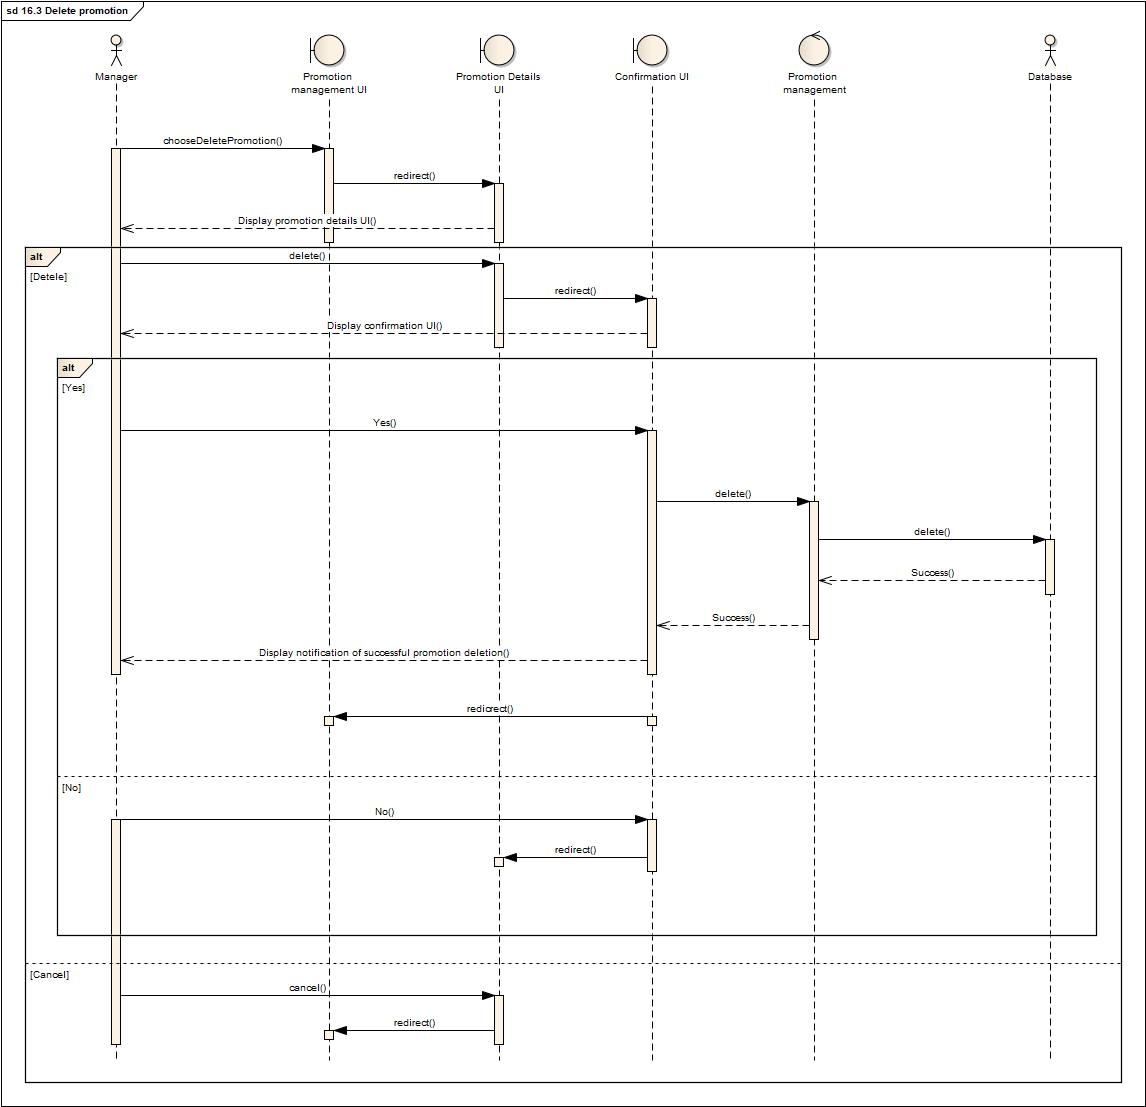 sd 16.3 Delete promotion
Manager
Promotion
management UI
Promotion Details
UI
Confirmation UI
Promotion
management
Database
chooseDeletePromotion()
redirect()
Display promotion details UI()
alt
[Detele]
delete()
redirect()
Display confirmation UI()
alt
[Yes]
Yes()
delete()
delete()
Success()
Success()
Display notification of successful promotion deletion()
rediorect()
[No]
No()
redirect()
[Cancel]
cancel()
redirect()